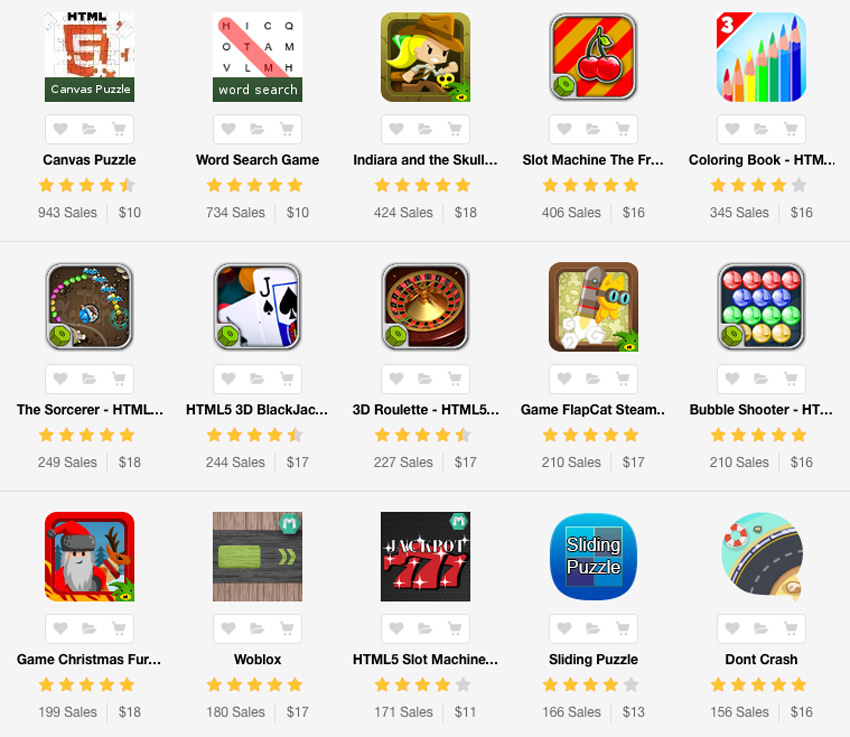 HTML
5
Canvas Puzzle
H I C Q
O T A M
V L M H
word search
3
Canvas Puzzle
Word Search Game
Indiara and the Skull...
Slot Machine The Fr...
Coloring Book - HTM...
943 Sales
$10
734 Sales
$10
424 Sales
$18
406 Sales
$16
345 Sales
$16
J
The Sorcerer - HTML...
HTML5 3D BlackJac...
3D Roulette - HTML5...
Game FlapCat Steam..
Bubble Shooter - HT...
249 Sales
$18
244 Sales
$17
227 Sales
$17
210 Sales
$17
210 Sales
$16
M
JACKPOT
777
M
Sliding
Puzzle
Game Christmas Fur...
Woblox
HTML5 Slot Machine...
Sliding Puzzle
Dont Crash
199 Sales
$18
180 Sales
$17
171 Sales
$11
166 Sales
$13
156 Sales
$16